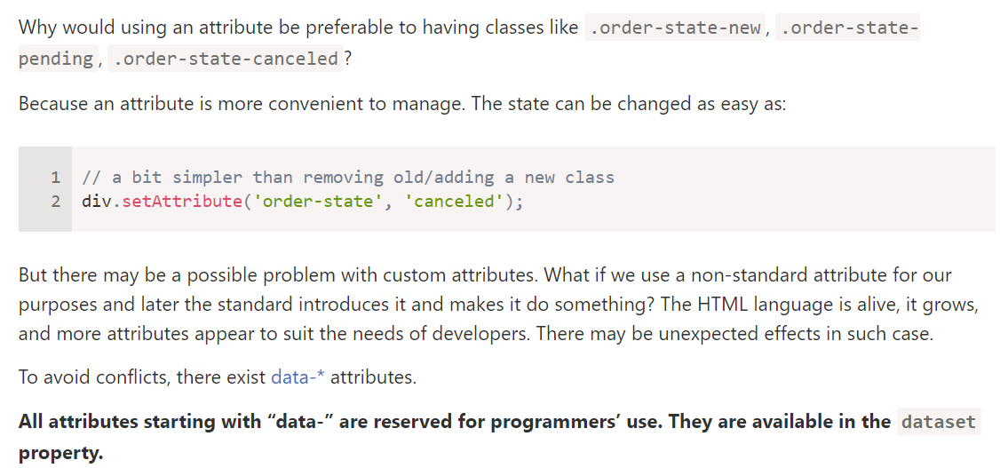 Why would using an attribute be preferable to having classes like .order-state-new, .order-state-
pending, .order-state-canceled?
Because an attribute is more convenient to manage. The state can be changed as easy as:
1 // a bit simpler than removing old/adding a new class
2 div.setAttribute('order-state', 'canceled');
But there may be a possible problem with custom attributes. What if we use a non-standard attribute for our
purposes and later the standard introduces it and makes it do something? The HTML language is alive, it grows,
and more attributes appear to suit the needs of developers. There may be unexpected effects in such case.
To avoid conflicts, there exist data-* attributes.
All attributes starting with “data-” are reserved for programmers’ use. They are available in the dataset
property.